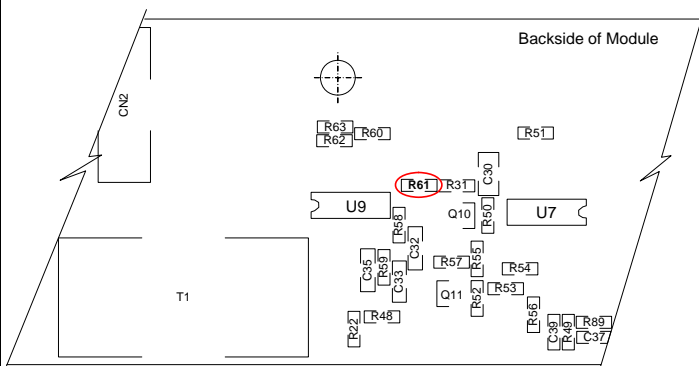 Backside of Module
CN2
R63
R60
R51
R62
C30
R61
R31
U9
Q10
R50
U7
R58
C32
R55
R57
R54
C35
R59
C33
Q11
R52
R53
T1
R56
R22
R48
C39
R49
R89
C37